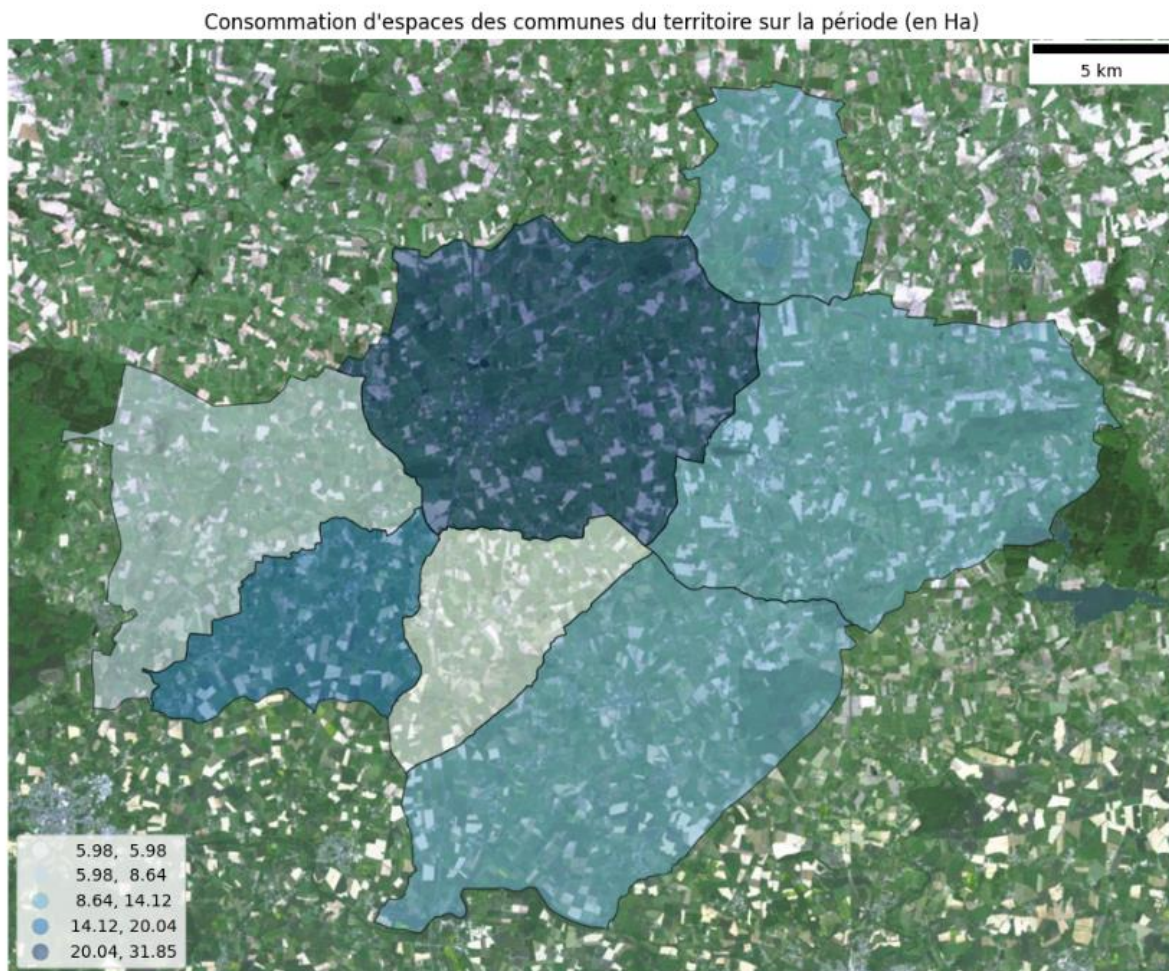 Consommation d'espaces des communes du territoire sur la période (en Ha)
5 km
5.98, 5.98
5.98, 8.64
8.64, 14.12
14.12, 20.04
20.04, 31.85